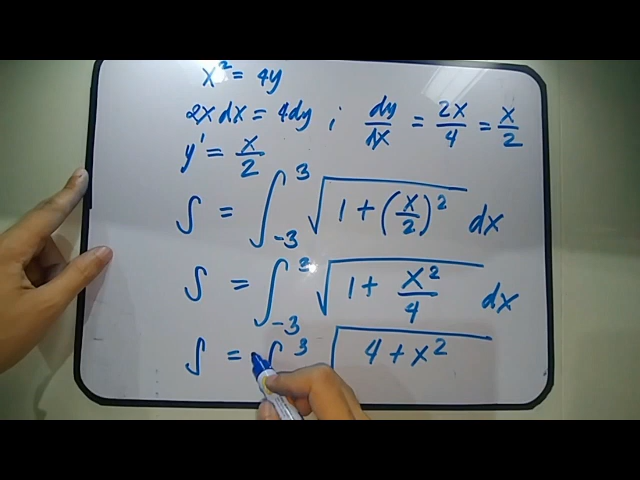 x² = 4y
2x dx = 4dy ; dy/dx = 2x/4 = x/2
y' = x/2
S = ∫₋₃³ √(1 + (x/2)²) dx
S = ∫₋₃³ √(1 + x²/4) dx
S = ∫³ √(4 + x²)